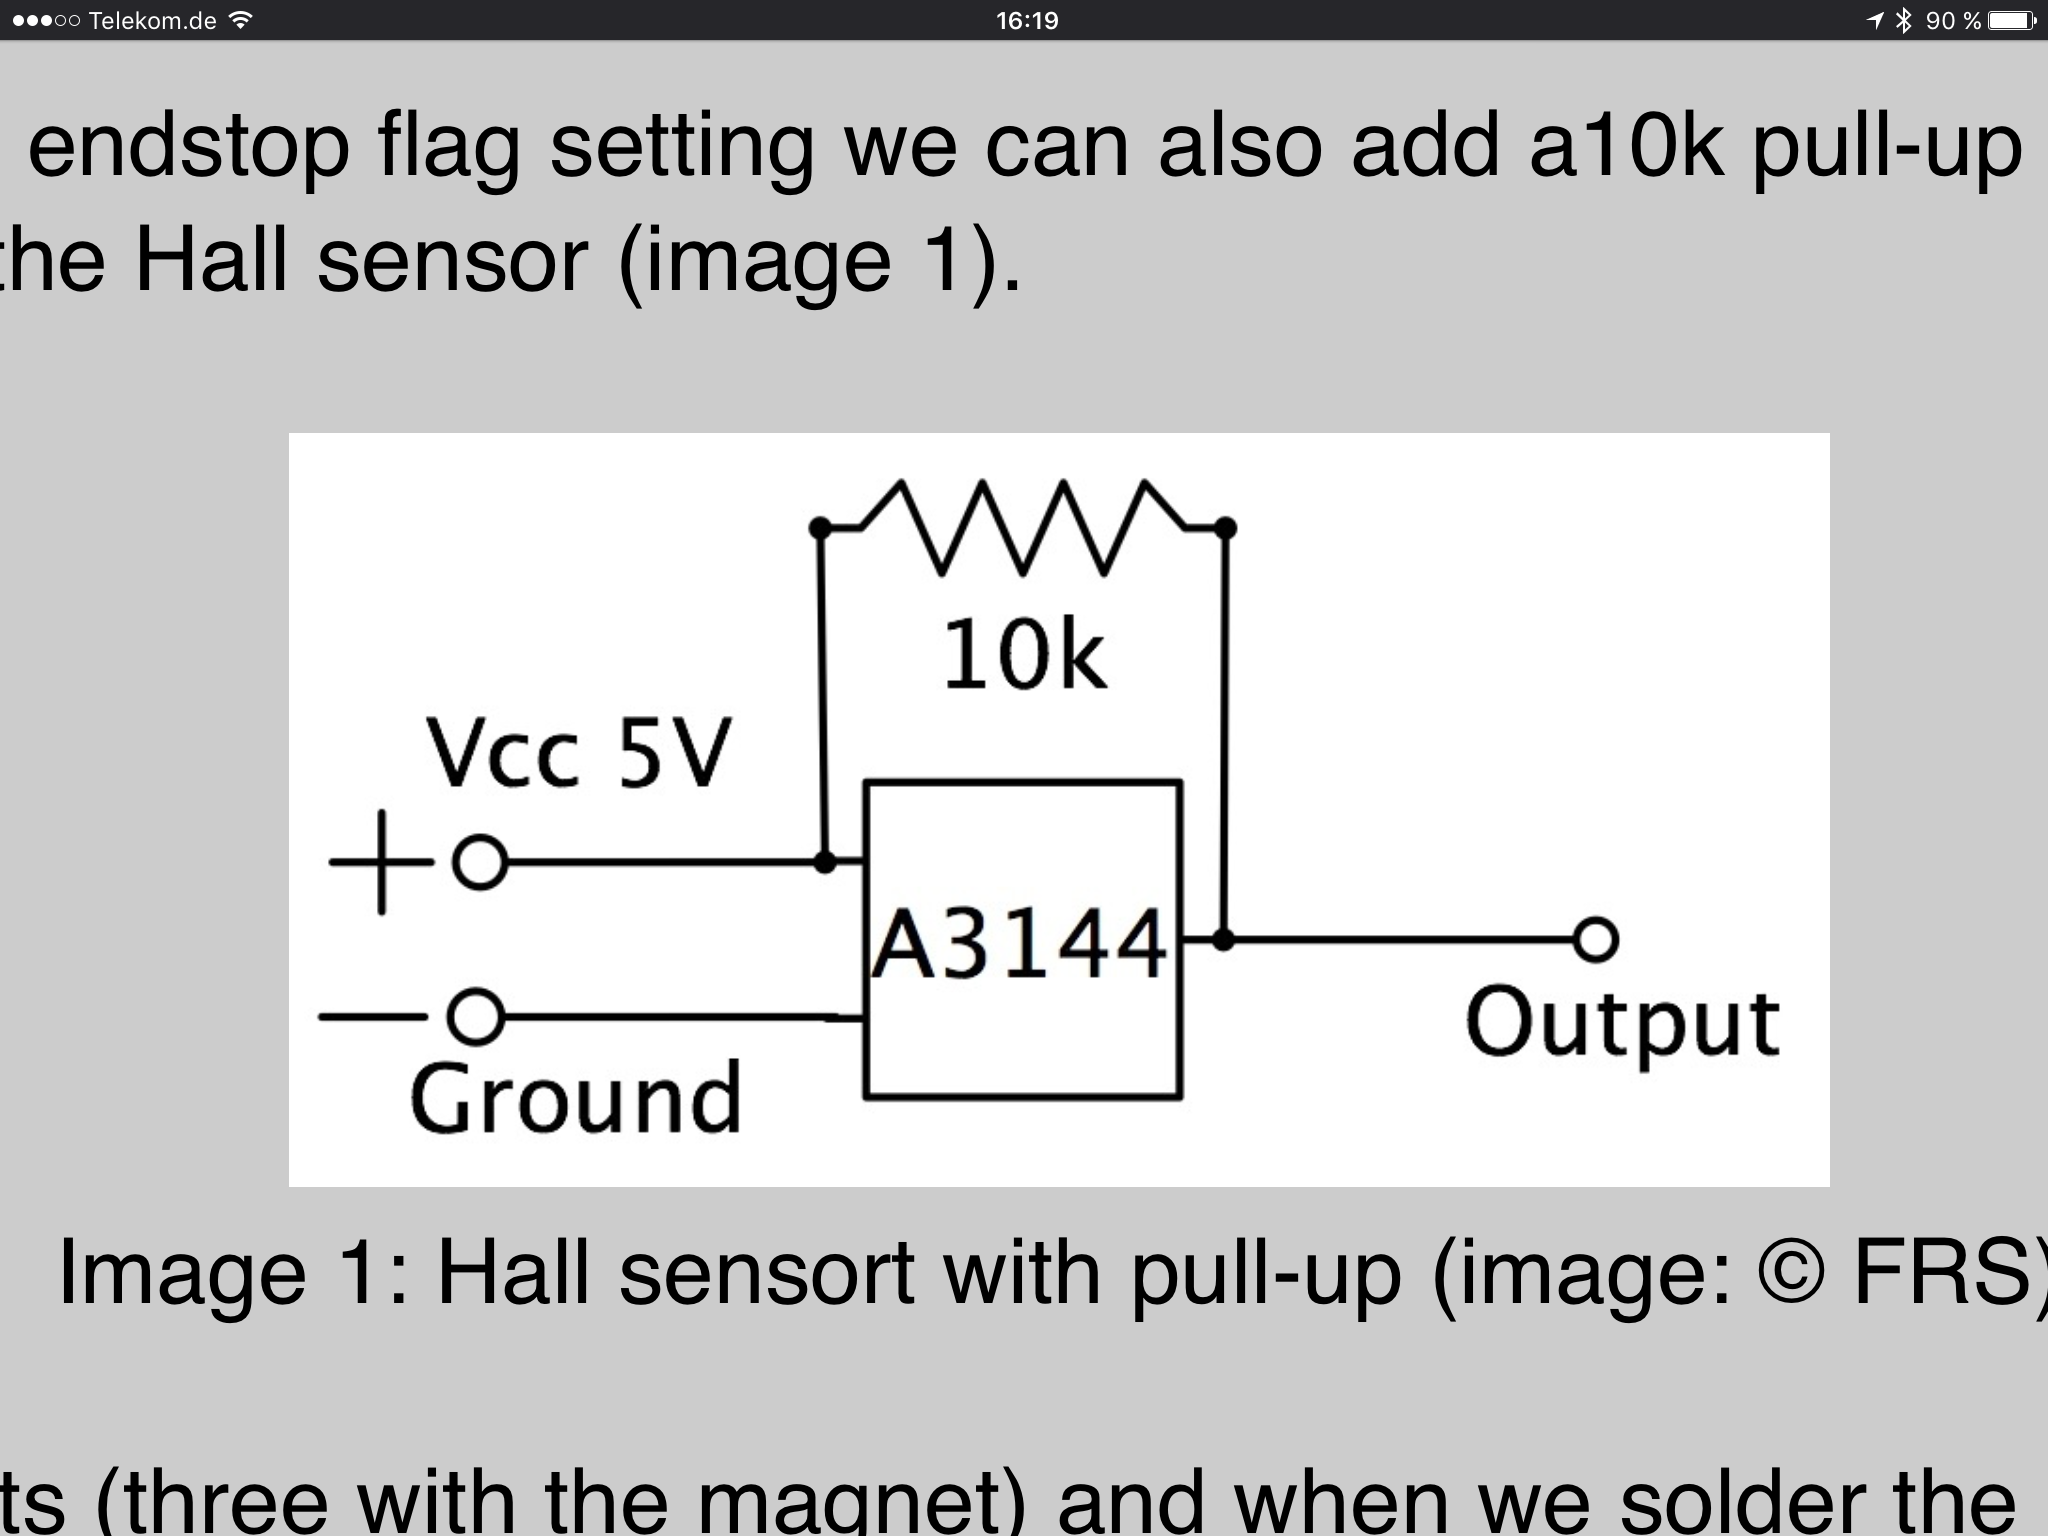 Telekom.de 16:19 90 %
endstop flag setting we can also add a10k pull-up
the Hall sensor (image 1).
10k
Vcc 5V
A3144
Output
Ground
Image 1: Hall sensort with pull-up (image: © FRS)
ts (three with the magnet) and when we solder the